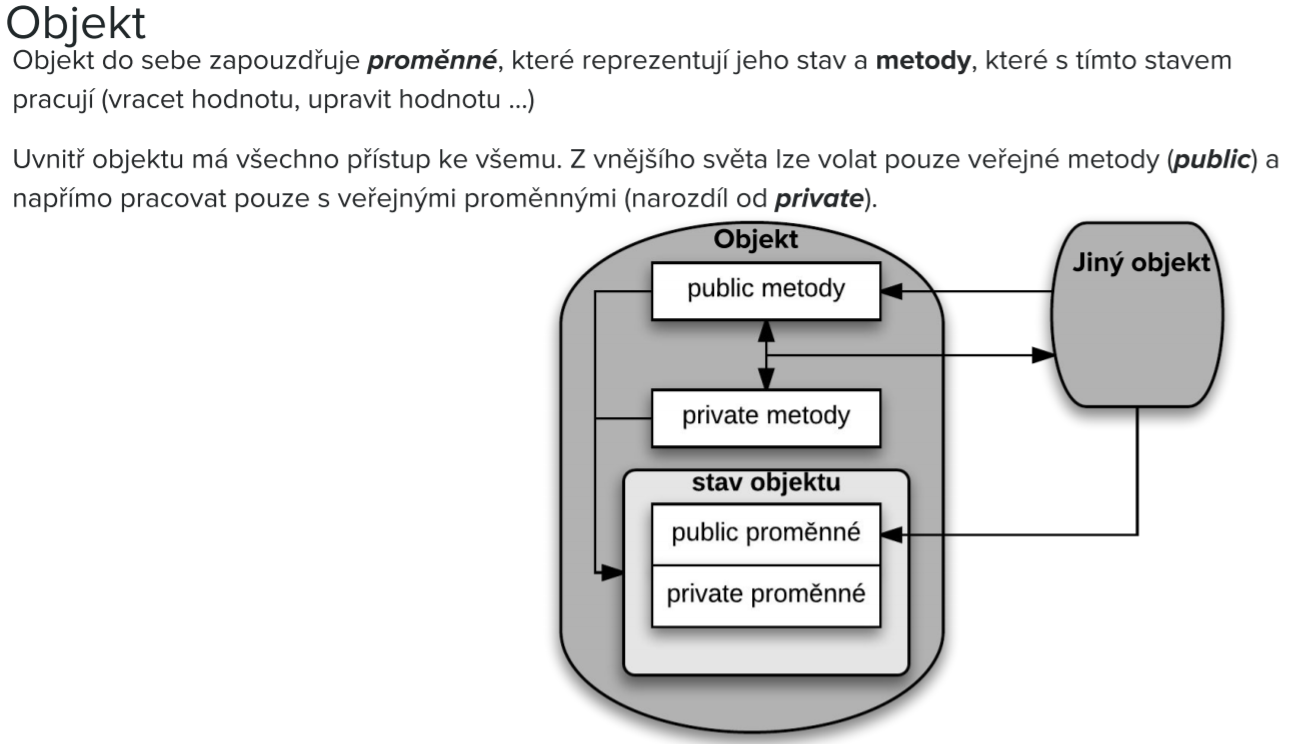 Objekt
Objekt do sebe zapouzdřuje proměnné, které reprezentují jeho stav a metody, které s tímto stavem
pracují (vracet hodnotu, upravit hodnotu ...)
Uvnitř objektu má všechno přístup ke všemu. Z vnějšího světa lze volat pouze veřejné metody (public) a
napřímo pracovat pouze s veřejnými proměnnými (narozdíl od private).
Objekt
Jiný objekt
public metody
private metody
stav objektu
public proměnné
private proměnné